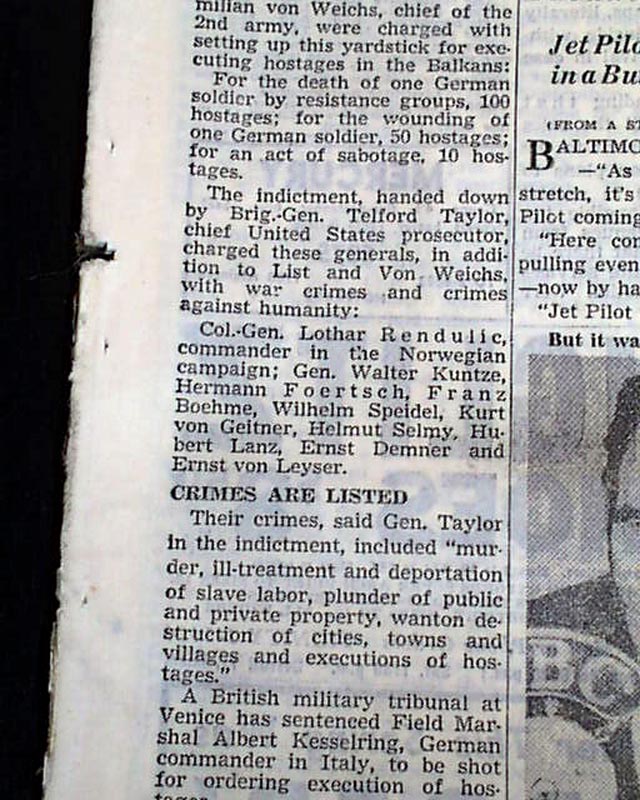 milian von Weichs, chief of the
2nd army, were charged with
setting up this yardstick for exe-
cuting hostages in the Balkans:
For the death of one German
soldier by resistance groups, 100
hostages; for the wounding of
one German soldier, 50 hostages;
for an act of sabotage, 10 hos-
tages.
The indictment, handed down
by Brig.-Gen. Telford Taylor,
chief United States prosecutor,
charged these generals, in addi-
tion to List and Von Weichs,
with war crimes and crimes
against humanity:
Col.-Gen. Lothar Rendulic,
commander in the Norwegian
campaign; Gen. Walter Kuntze,
Hermann Foertsch, Franz
Boehme, Wilhelm Speidel, Kurt
von Geitner, Helmut Selmy, Hu-
bert Lanz, Ernst Demner and
Ernst von Leyser.
CRIMES ARE LISTED
Their crimes, said Gen. Taylor
in the indictment, included "mur-
der, ill-treatment and deportation
of slave labor, plunder of public
and private property, wanton de-
struction of cities, towns and
villages and executions of hos-
tages."
A British military tribunal at
Venice has sentenced Field Mar-
shal Albert Kesselring, German
commander in Italy, to be shot
for ordering execution of hos-
tages.
Jet Pilo
in a Bu
(FROM A ST
BALTIMO
—"As
stretch, it's
Pilot coming
"Here com
pulling even
—now by ha
"Jet Pilot
But it wa
BC